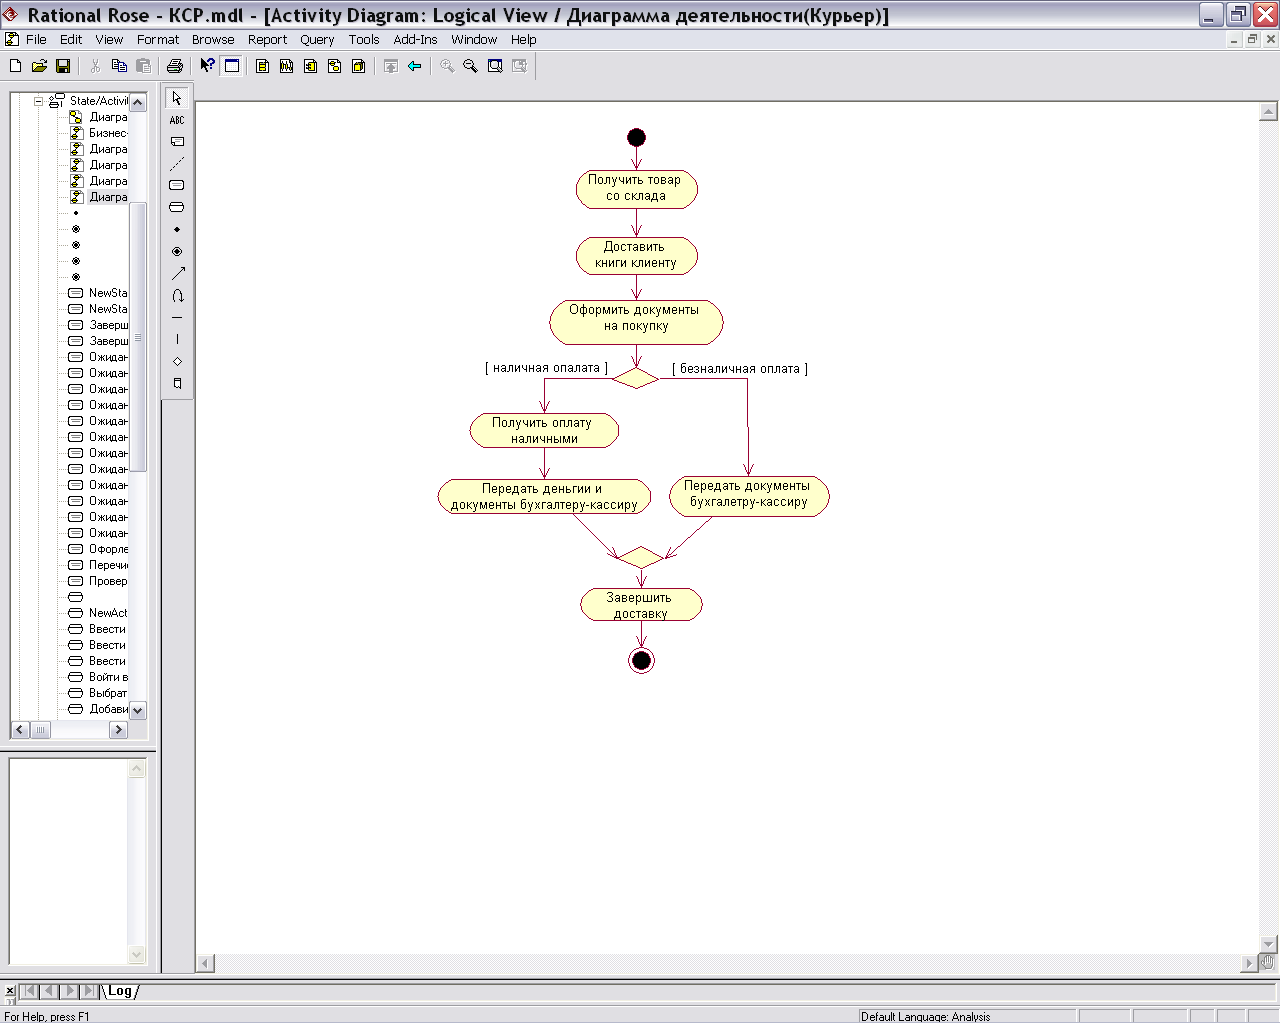 Rational Rose - KCP.mdl - [Activity Diagram: Logical View / Диаграмма деятельности(Курьер)]
File Edit View Format Browse Report Query Tools Add-Ins Window Help
State/Activi
Диагра
Бизнес-
Диагра
Диагра
Диагра
Диагра
NewSta
NewSta
Заверш
Заверш
Ожидан
Ожидан
Ожидан
Ожидан
Ожидан
Ожидан
Ожидан
Ожидан
Ожидан
Ожидан
Ожидан
Ожидан
Офорле
Перечи
Провер
NewAct
Ввести
Ввести
Ввести
Войти в
Выбрат
Добави
ABC
Получить товар
со склада
Доставить
книги клиенту
Оформить документы
на покупку
[ наличная опалата ]
[ безналичная оплата ]
Получить оплату
наличными
Передать деньгии и
документы бухгалтеру-кассиру
Передать документы
бухгалетру-кассиру
Завершить
доставку
Log
For Help, press F1
Default Language: Analysis